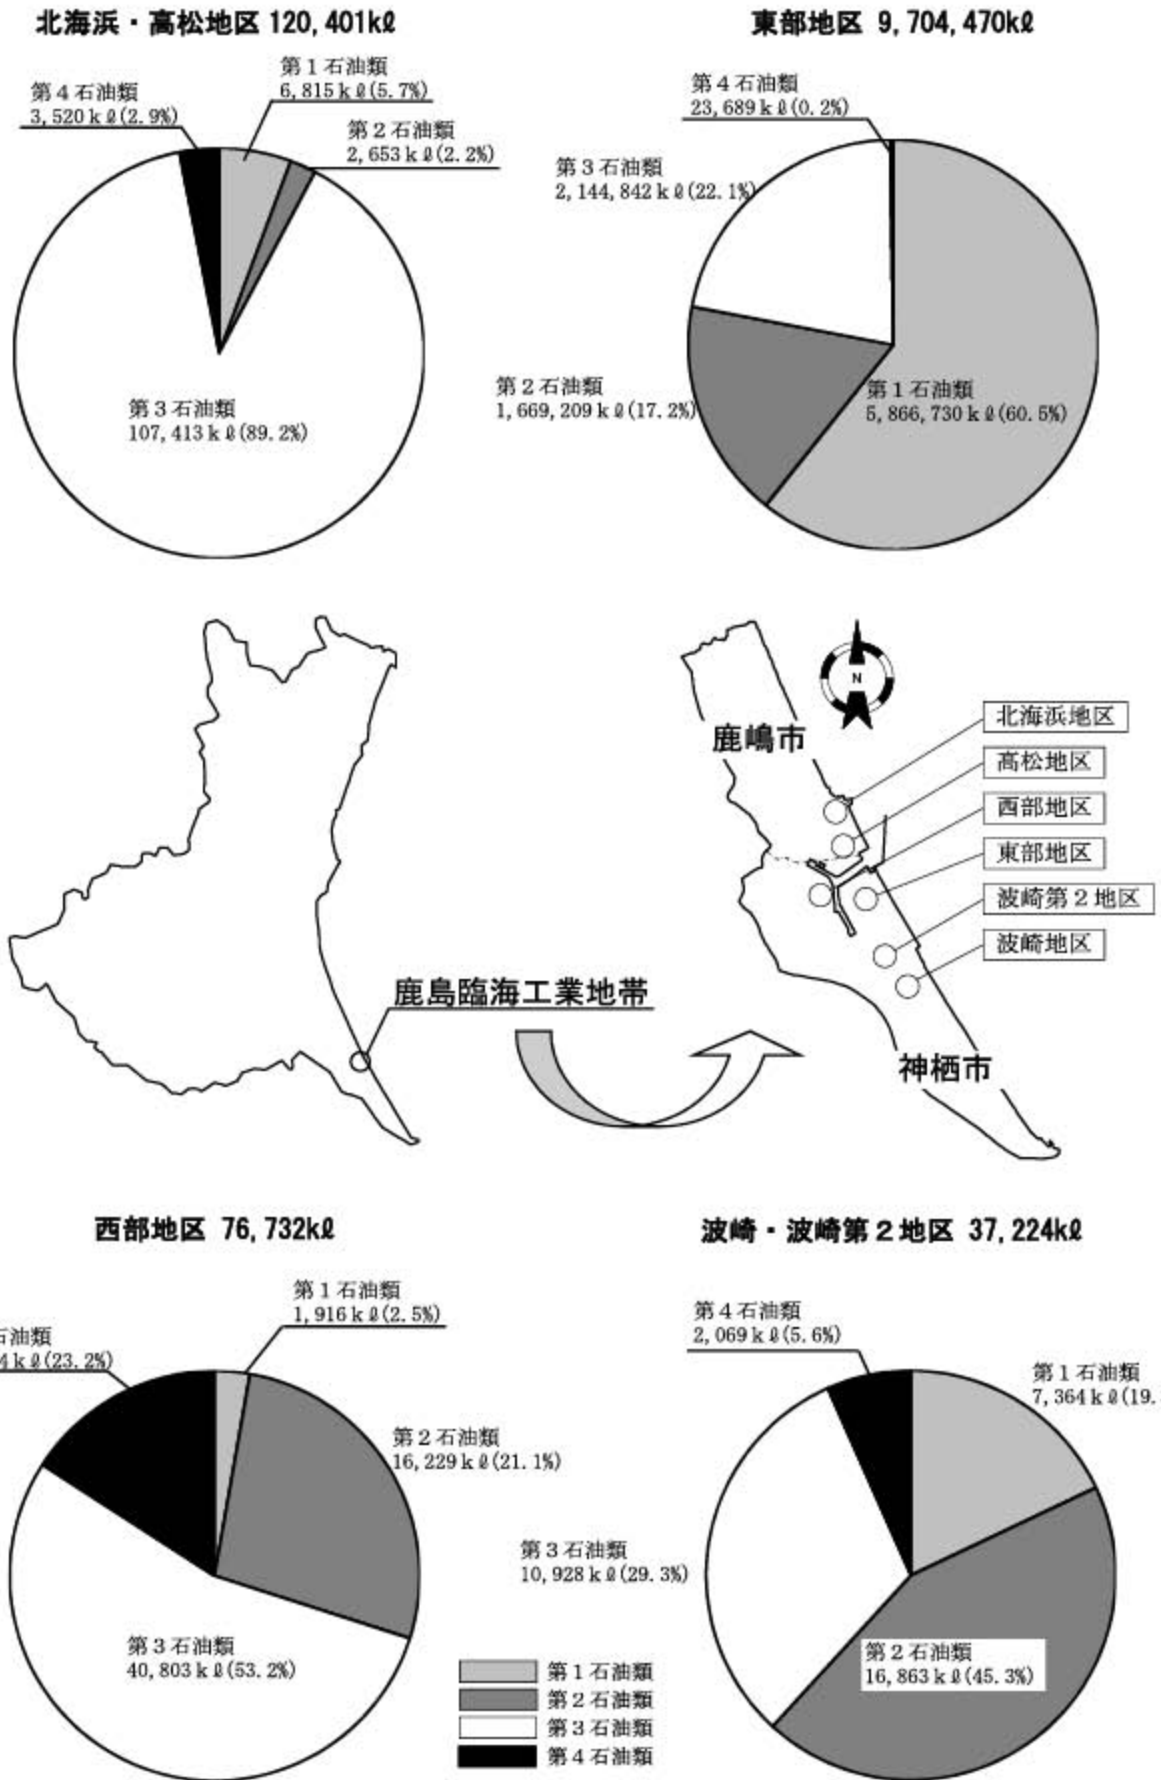 北海浜・高松地区 120,401kℓ
第4石油類
3,520kℓ(2.9%)
第1石油類
6,815kℓ(5.7%)
第2石油類
2,653kℓ(2.2%)
第3石油類
107,413kℓ(89.2%)
東部地区 9,704,470kℓ
第4石油類
23,689kℓ(0.2%)
第3石油類
2,144,842kℓ(22.1%)
第2石油類
1,669,209kℓ(17.2%)
第1石油類
5,866,730kℓ(60.5%)
鹿島臨海工業地帯
N
鹿嶋市
北海浜地区
高松地区
西部地区
東部地区
波崎第2地区
波崎地区
神栖市
西部地区 76,732kℓ
第1石油類
1,916kℓ(2.5%)
石油類
4kℓ(23.2%)
第2石油類
16,229kℓ(21.1%)
第3石油類
40,803kℓ(53.2%)
波崎・波崎第2地区 37,224kℓ
第4石油類
2,069kℓ(5.6%)
第1石油類
7,364kℓ(19.
第3石油類
10,928kℓ(29.3%)
第2石油類
16,863kℓ(45.3%)
第1石油類
第2石油類
第3石油類
第4石油類